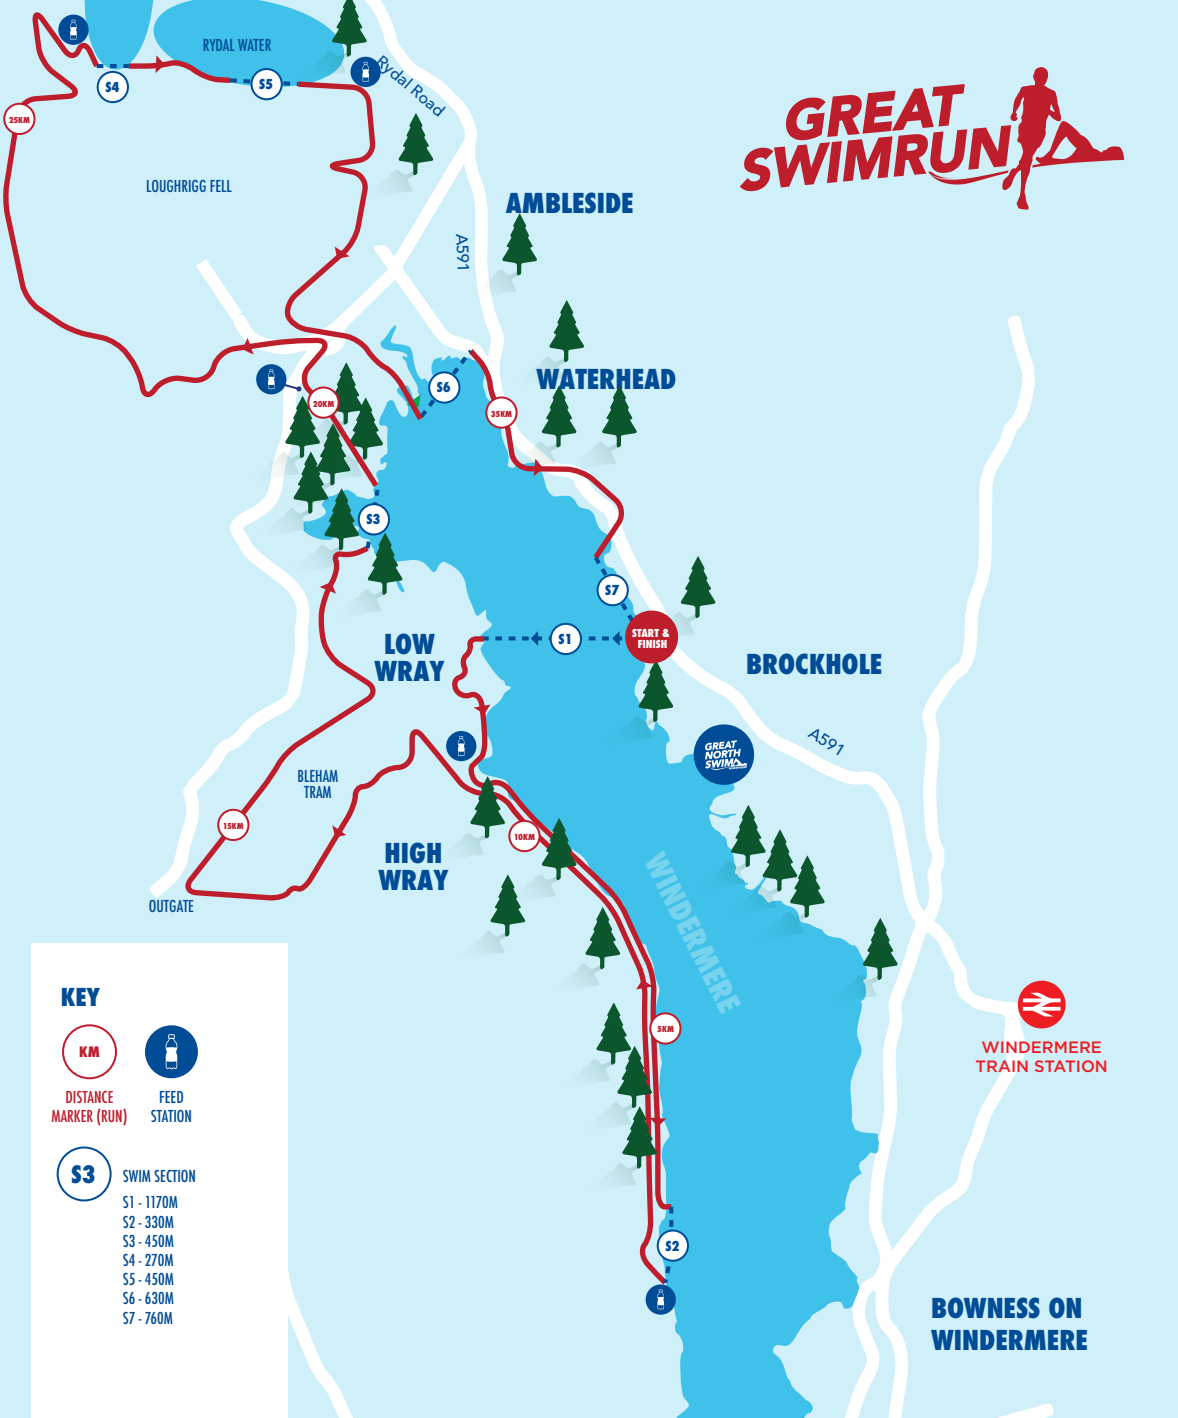 RYDAL WATER
S4
S5
Rydal Road
25KM
GREAT
SWIMRUN
LOUGHRIGG FELL
AMBLESIDE
A591
WATERHEAD
S6
20KM
35KM
S3
S7
S1
START &
FINISH
LOW
WRAY
BROCKHOLE
A591
GREAT
NORTH
SWIM
BLEHAM
TRAM
15KM
10KM
HIGH
WRAY
WINDERMERE
OUTGATE
5KM
WINDERMERE
TRAIN STATION
S2
BOWNESS ON
WINDERMERE
KEY
KM
DISTANCE
MARKER (RUN)
FEED
STATION
S3
SWIM SECTION
S1 - 1170M
S2 - 330M
S3 - 450M
S4 - 270M
S5 - 450M
S6 - 630M
S7 - 760M